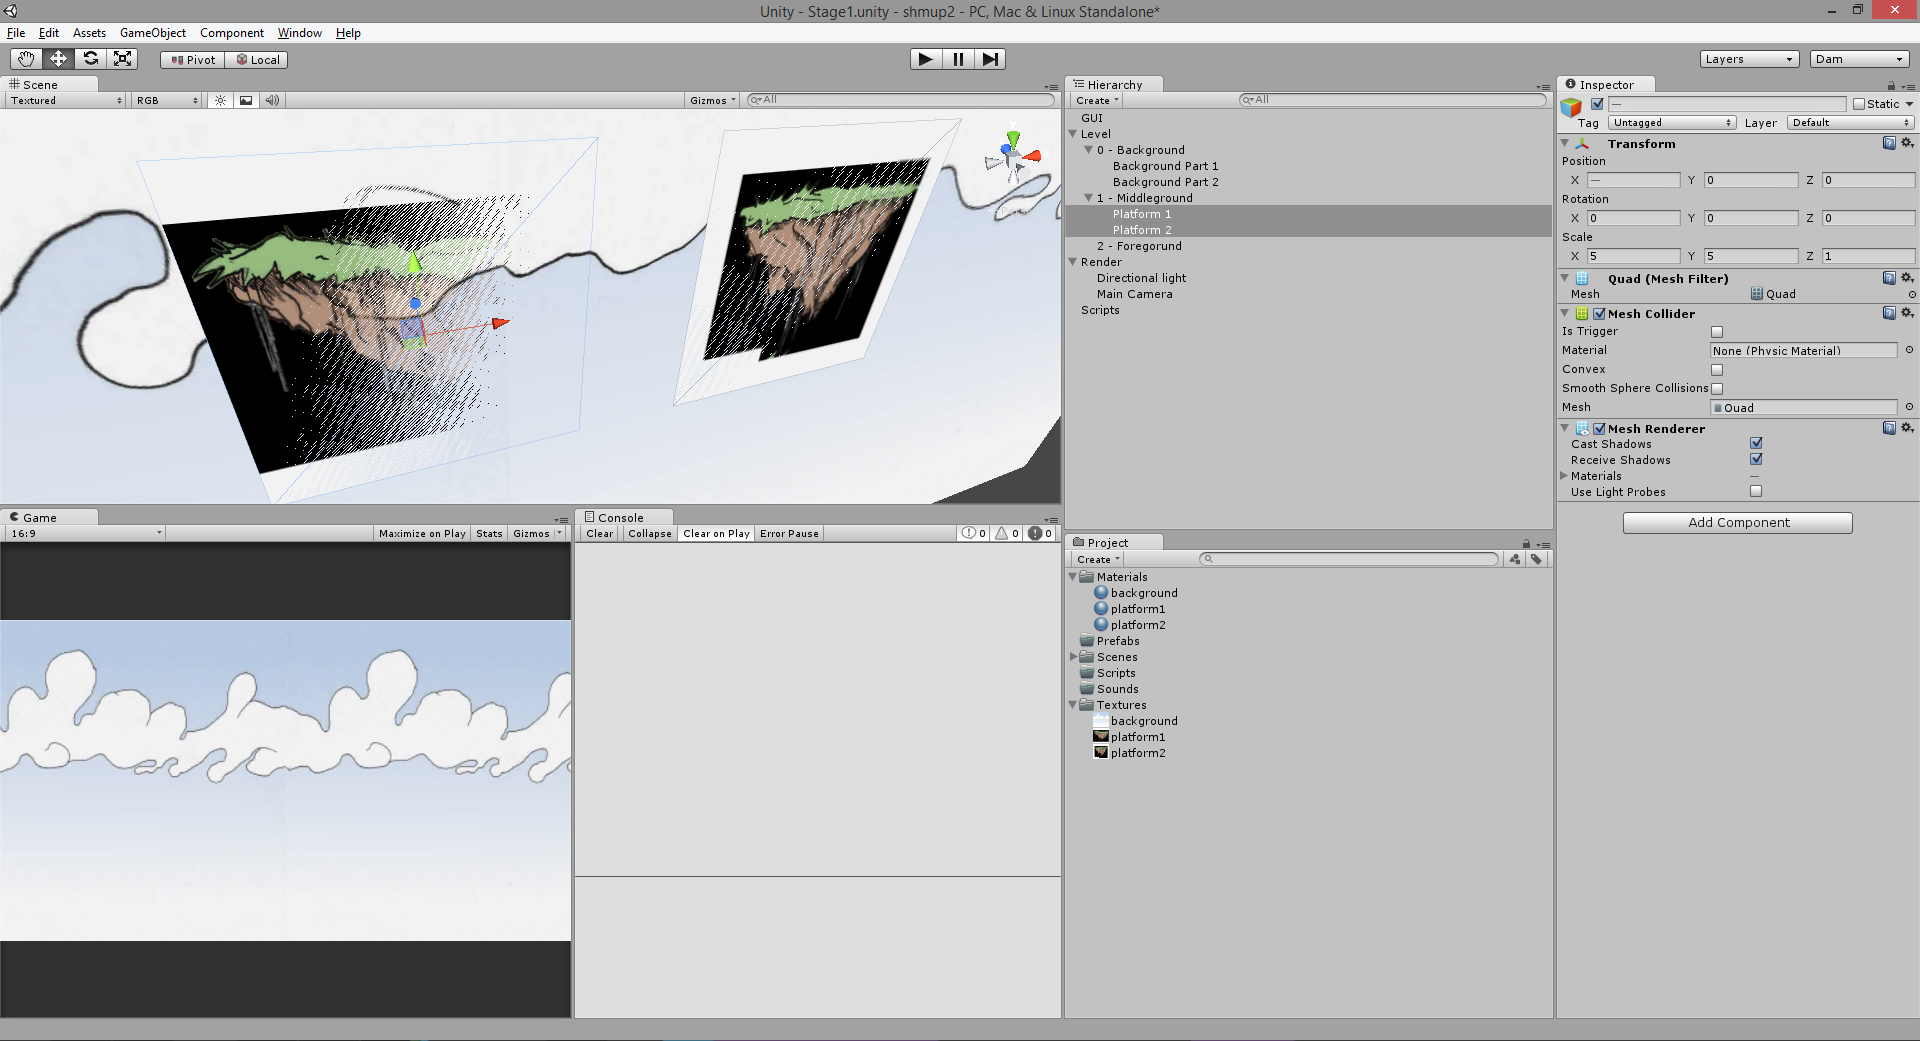 Unity - Stage1.unity - shmup2 - PC, Mac & Linux Standalone*
File Edit Assets GameObject Component Window Help
Pivot Local
Layers Dam
Scene
Textured RGB Gizmos All
Hierarchy
Create All
GUI
Level
0 - Background
Background Part 1
Background Part 2
1 - Middleground
Platform 1
Platform 2
2 - Foregorund
Render
Directional light
Main Camera
Scripts
Inspector
— Static
Tag Untagged Layer Default
Transform
Position
X — Y 0 Z 0
Rotation
X 0 Y 0 Z 0
Scale
X 5 Y 5 Z 1
Quad (Mesh Filter)
Mesh Quad
Mesh Collider
Is Trigger
Material None (Physic Material)
Convex
Smooth Sphere Collisions
Mesh Quad
Mesh Renderer
Cast Shadows
Receive Shadows
Materials —
Use Light Probes
Add Component
Game
16:9 Maximize on Play Stats Gizmos
Console
Clear Collapse Clear on Play Error Pause 0 0 0
Project
Create
Materials
background
platform1
platform2
Prefabs
Scenes
Scripts
Sounds
Textures
background
platform1
platform2